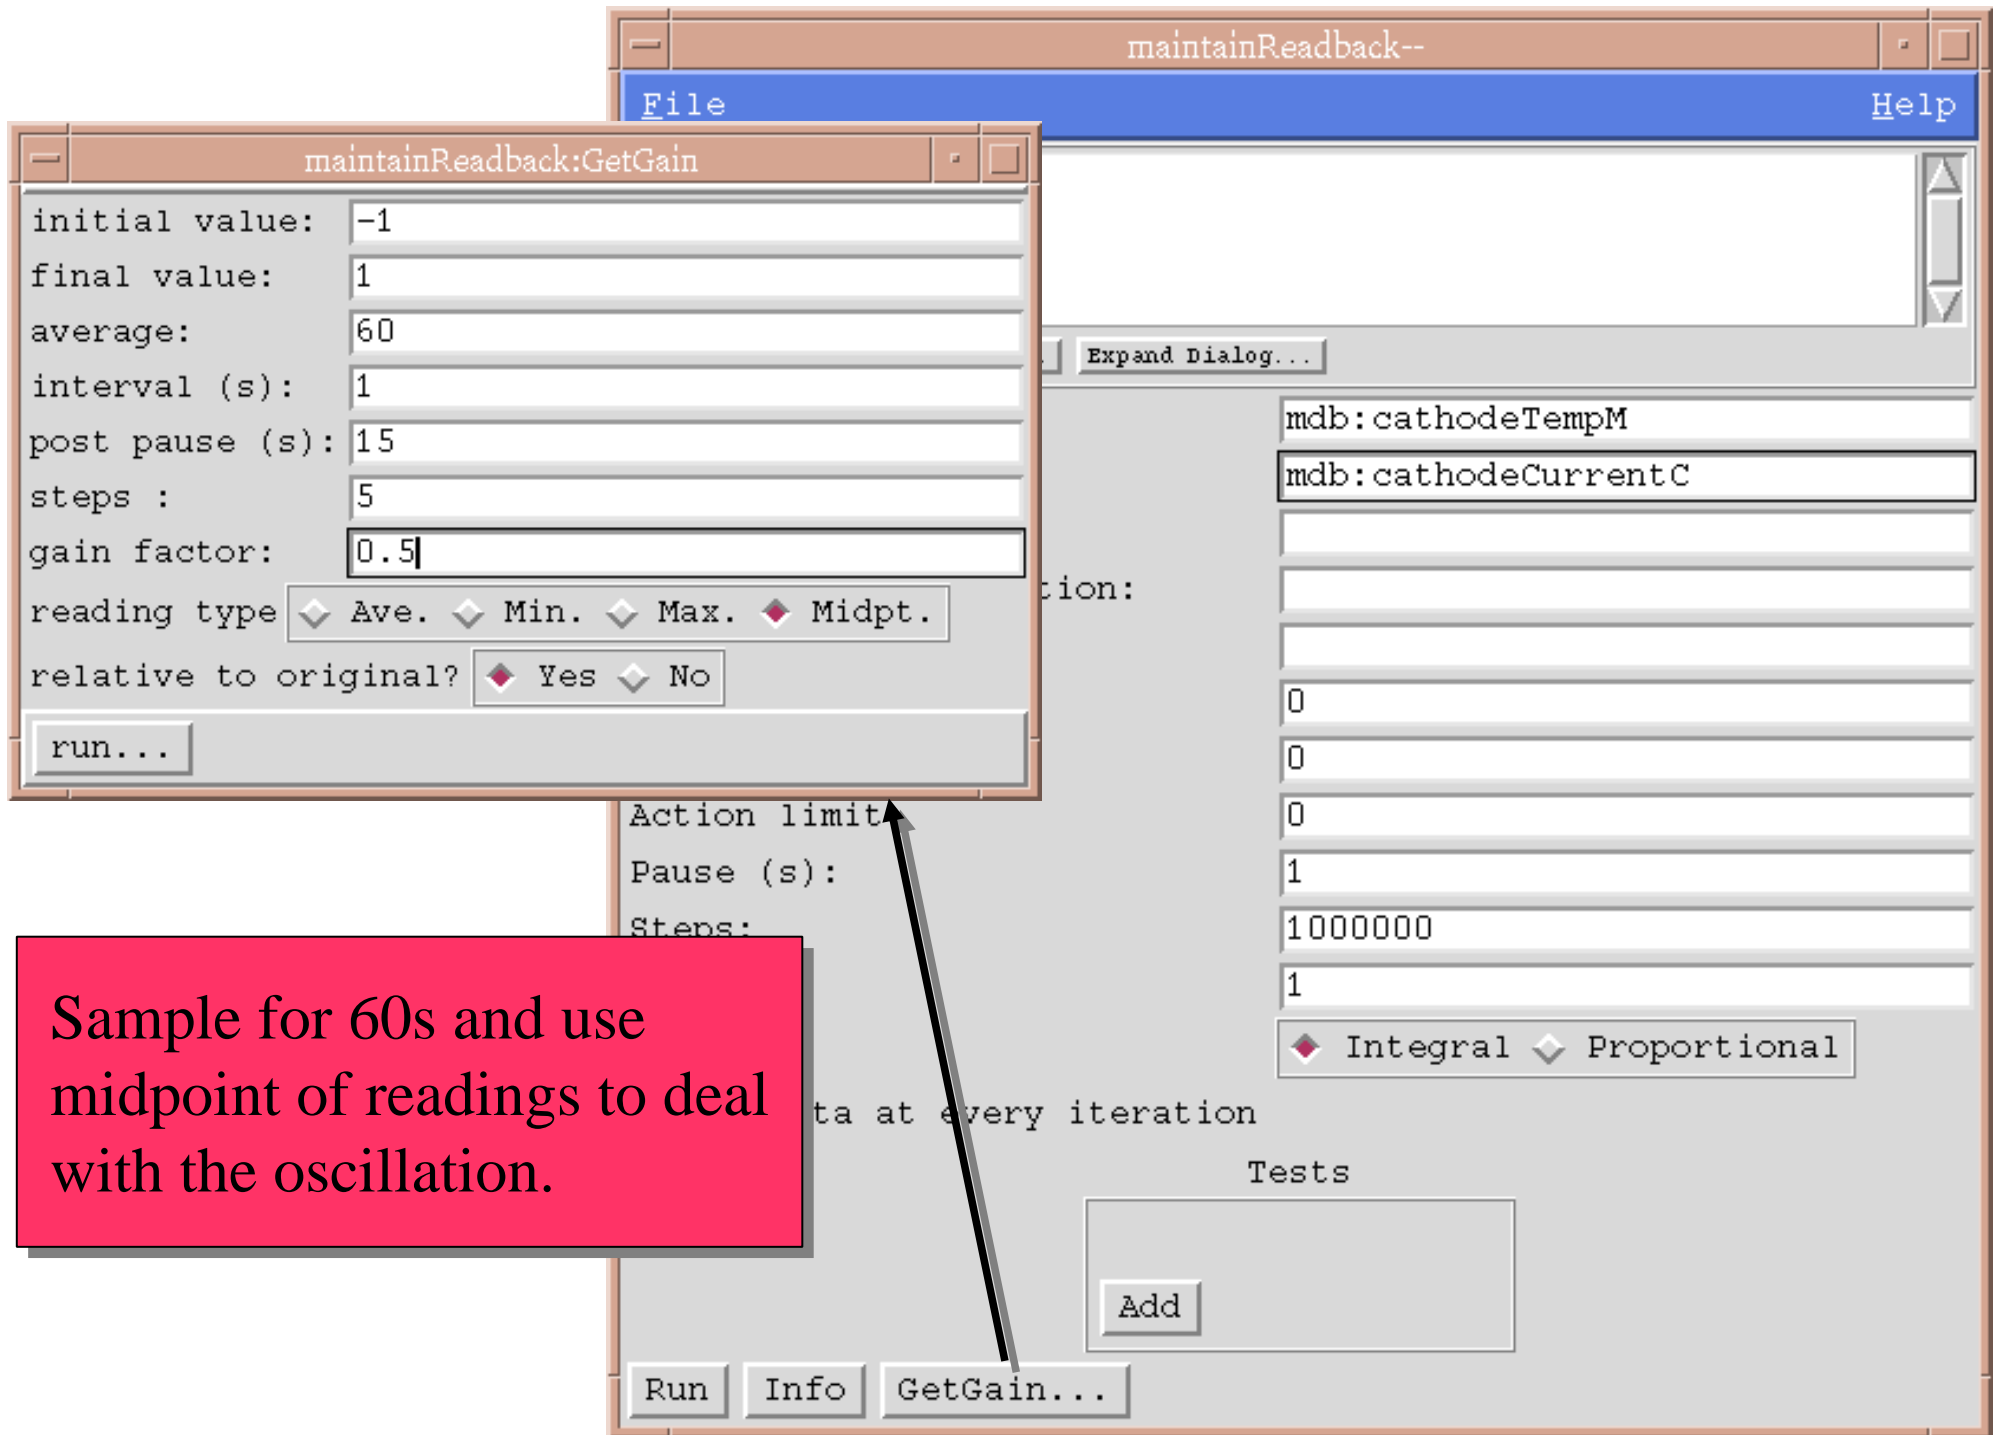 maintainReadback--
File Help
maintainReadback:GetGain
initial value: -1
final value: 1
average: 60
interval (s): 1
post pause (s): 15
steps : 5
gain factor: 0.5
reading type Ave. Min. Max. Midpt.
relative to original? Yes No
run...
Expand Dialog...
mdb:cathodeTempM
mdb:cathodeCurrentC
tion:
0
0
Action limit 0
Pause (s): 1
Steps: 1000000
1
Integral Proportional
ta at every iteration
Tests
Add
Run Info GetGain...
Sample for 60s and use
midpoint of readings to deal
with the oscillation.